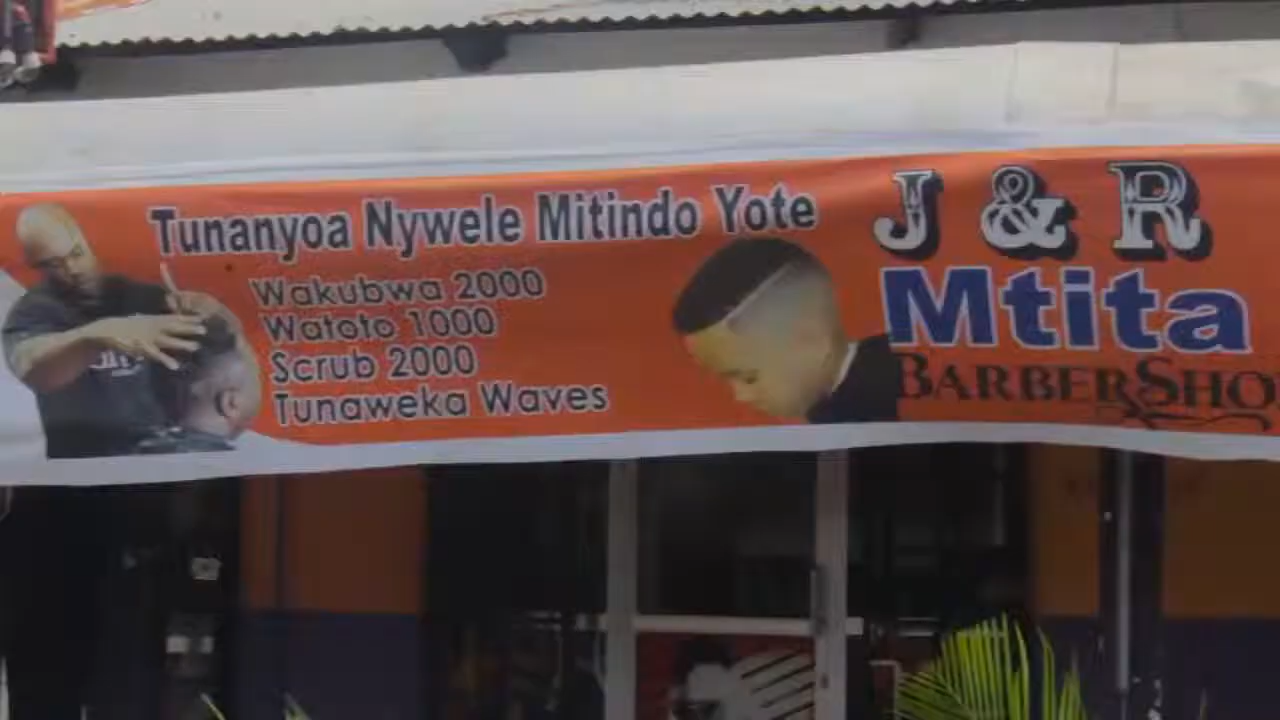 Tunanyoa Nywele Mitindo Yote
Wakubwa 2000
Watoto 1000
Scrub 2000
Tunaweka Waves
J & R
Mtita
BARBERSHO